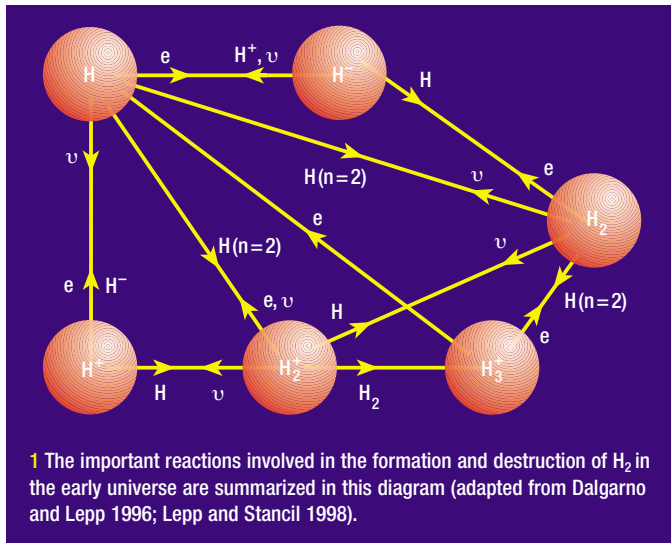 H e H⁺, υ H⁻
H
υ
H(n=2)
υ
e
H₂
e
υ
H(n=2)
e H⁻
e, υ
H
H(n=2)
e
H⁺ H υ H₂⁺ H₂ H₃⁺
1 The important reactions involved in the formation and destruction of H₂ in
the early universe are summarized in this diagram (adapted from Dalgarno
and Lepp 1996; Lepp and Stancil 1998).